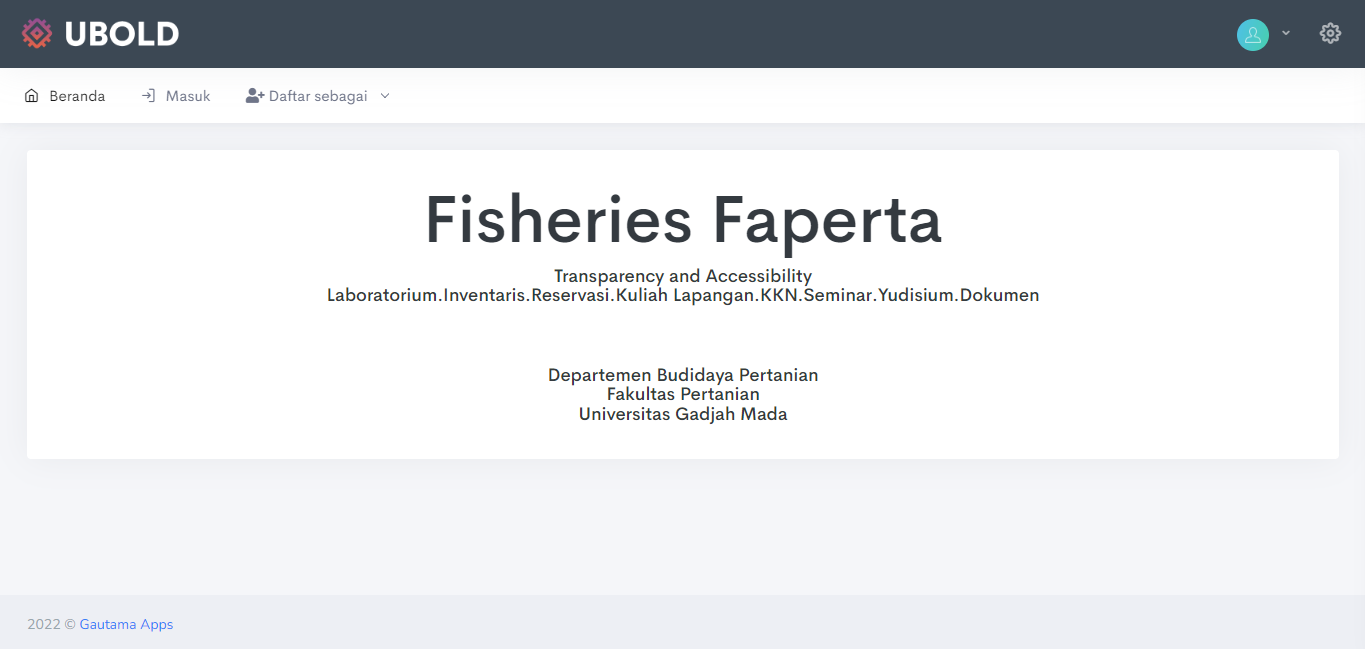 UBOLD
Beranda
Masuk
Daftar sebagai
Fisheries Faperta
Transparency and Accessibility
Laboratorium.Inventaris.Reservasi.Kuliah Lapangan.KKN.Seminar.Yudisium.Dokumen
Departemen Budidaya Pertanian
Fakultas Pertanian
Universitas Gadjah Mada
2022 © Gautama Apps